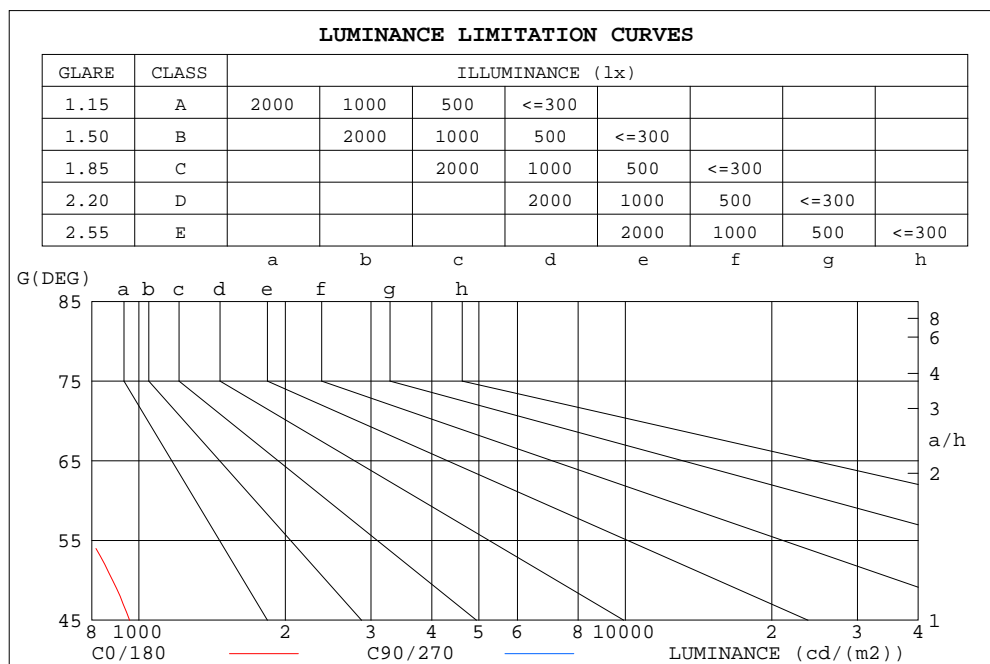 LUMINANCE LIMITATION CURVES
GLARE CLASS ILLUMINANCE (lx)
1.15 A 2000 1000 500 <=300
1.50 B 2000 1000 500 <=300
1.85 C 2000 1000 500 <=300
2.20 D 2000 1000 500 <=300
2.55 E 2000 1000 500 <=300
a b c d e f g h
G(DEG)
85 a b c d e f g h
8
6
75 4
3
a/h
65 2
55
45 1
8 1000 2 3 4 5 6 8 10000 2 3 4
C0/180 C90/270 LUMINANCE (cd/(m2))